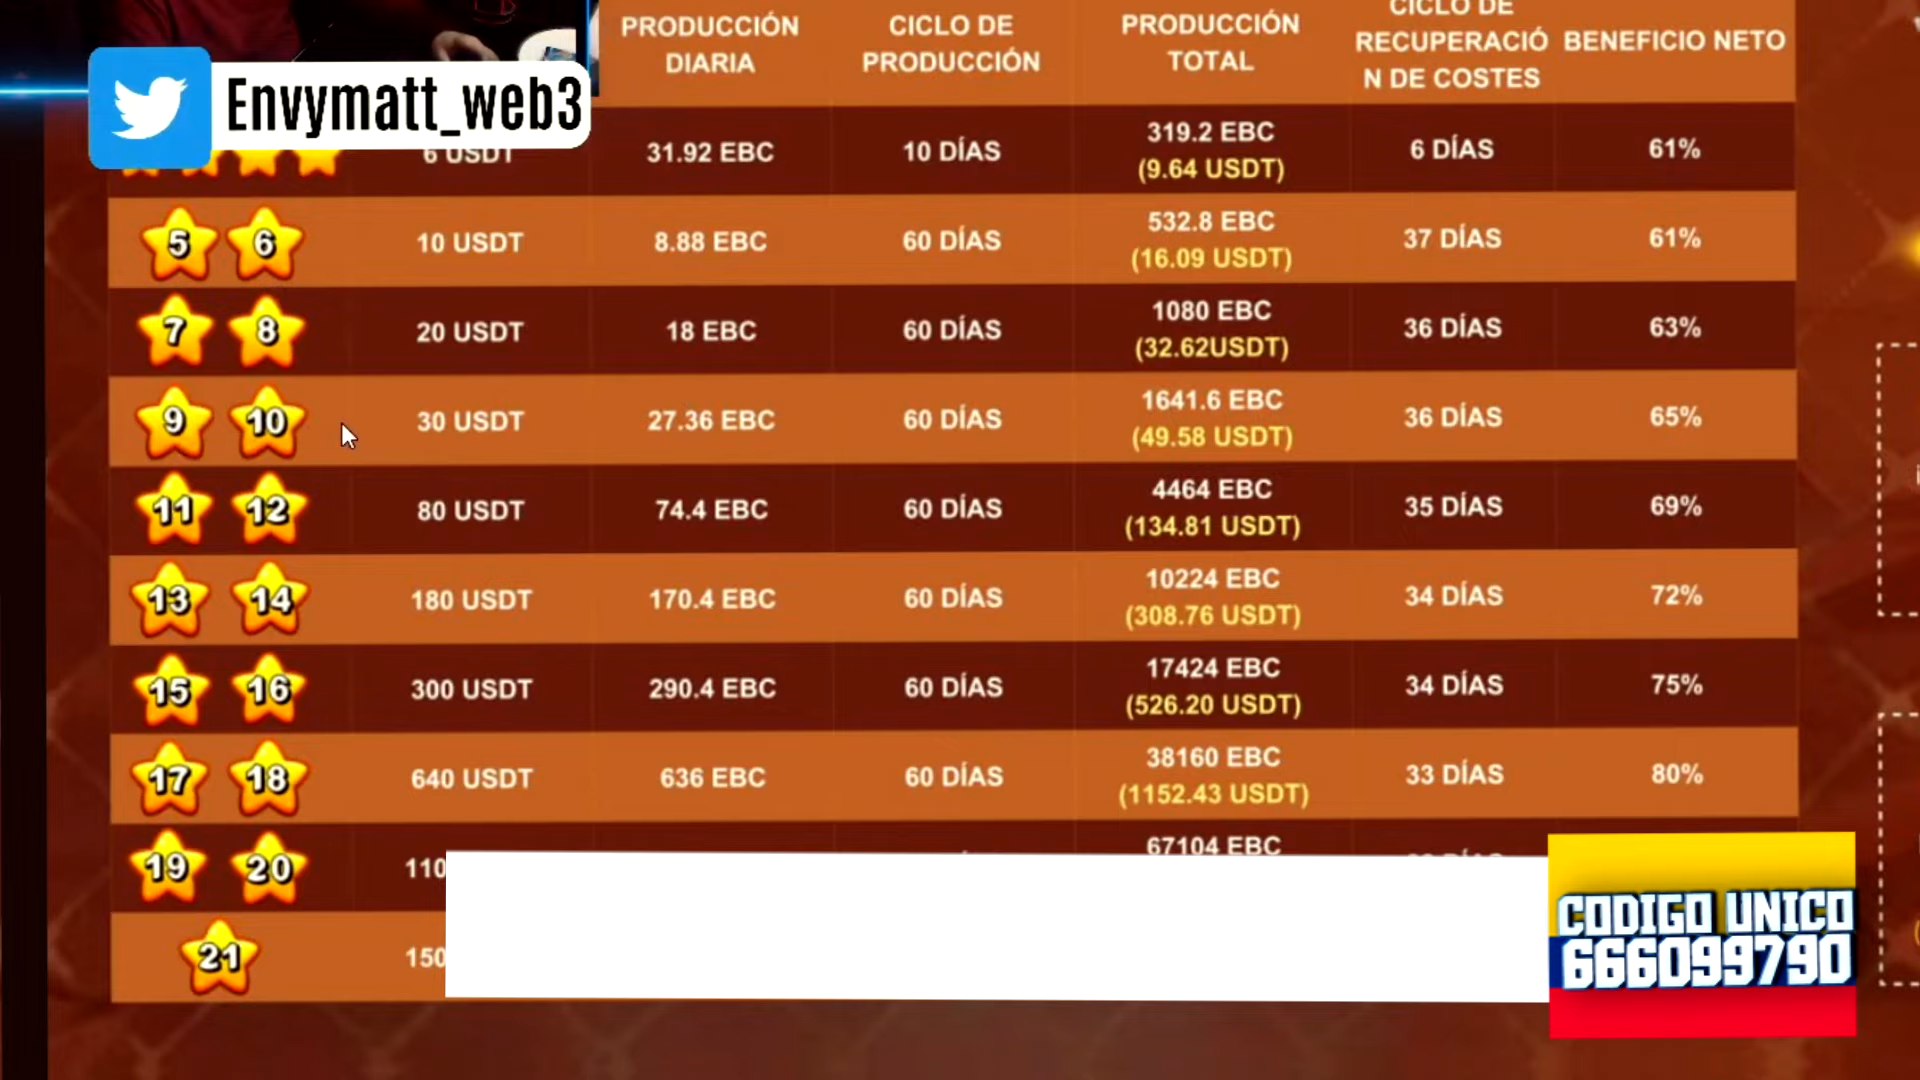 PRODUCCIÓN DIARIA
CICLO DE PRODUCCIÓN
PRODUCCIÓN TOTAL
CICLO DE RECUPERACIÓ N DE COSTES
BENEFICIO NETO
Envymatt_web3
6 USDT 31.92 EBC 10 DÍAS 319.2 EBC (9.64 USDT) 6 DÍAS 61%
5 6 10 USDT 8.88 EBC 60 DÍAS 532.8 EBC (16.09 USDT) 37 DÍAS 61%
7 8 20 USDT 18 EBC 60 DÍAS 1080 EBC (32.62USDT) 36 DÍAS 63%
9 10 30 USDT 27.36 EBC 60 DÍAS 1641.6 EBC (49.58 USDT) 36 DÍAS 65%
11 12 80 USDT 74.4 EBC 60 DÍAS 4464 EBC (134.81 USDT) 35 DÍAS 69%
13 14 180 USDT 170.4 EBC 60 DÍAS 10224 EBC (308.76 USDT) 34 DÍAS 72%
15 16 300 USDT 290.4 EBC 60 DÍAS 17424 EBC (526.20 USDT) 34 DÍAS 75%
17 18 640 USDT 636 EBC 60 DÍAS 38160 EBC (1152.43 USDT) 33 DÍAS 80%
19 20 110 67104 EBC
21 150
CODIGO UNICO
666099790